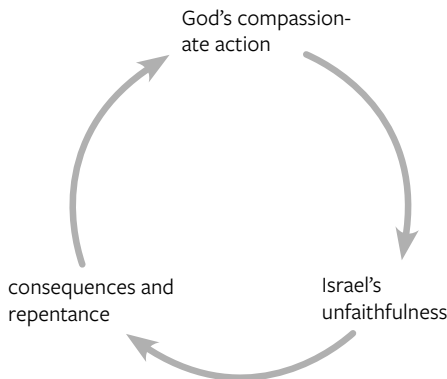 God’s compassion-
ate action
Israel’s
unfaithfulness
consequences and
repentance